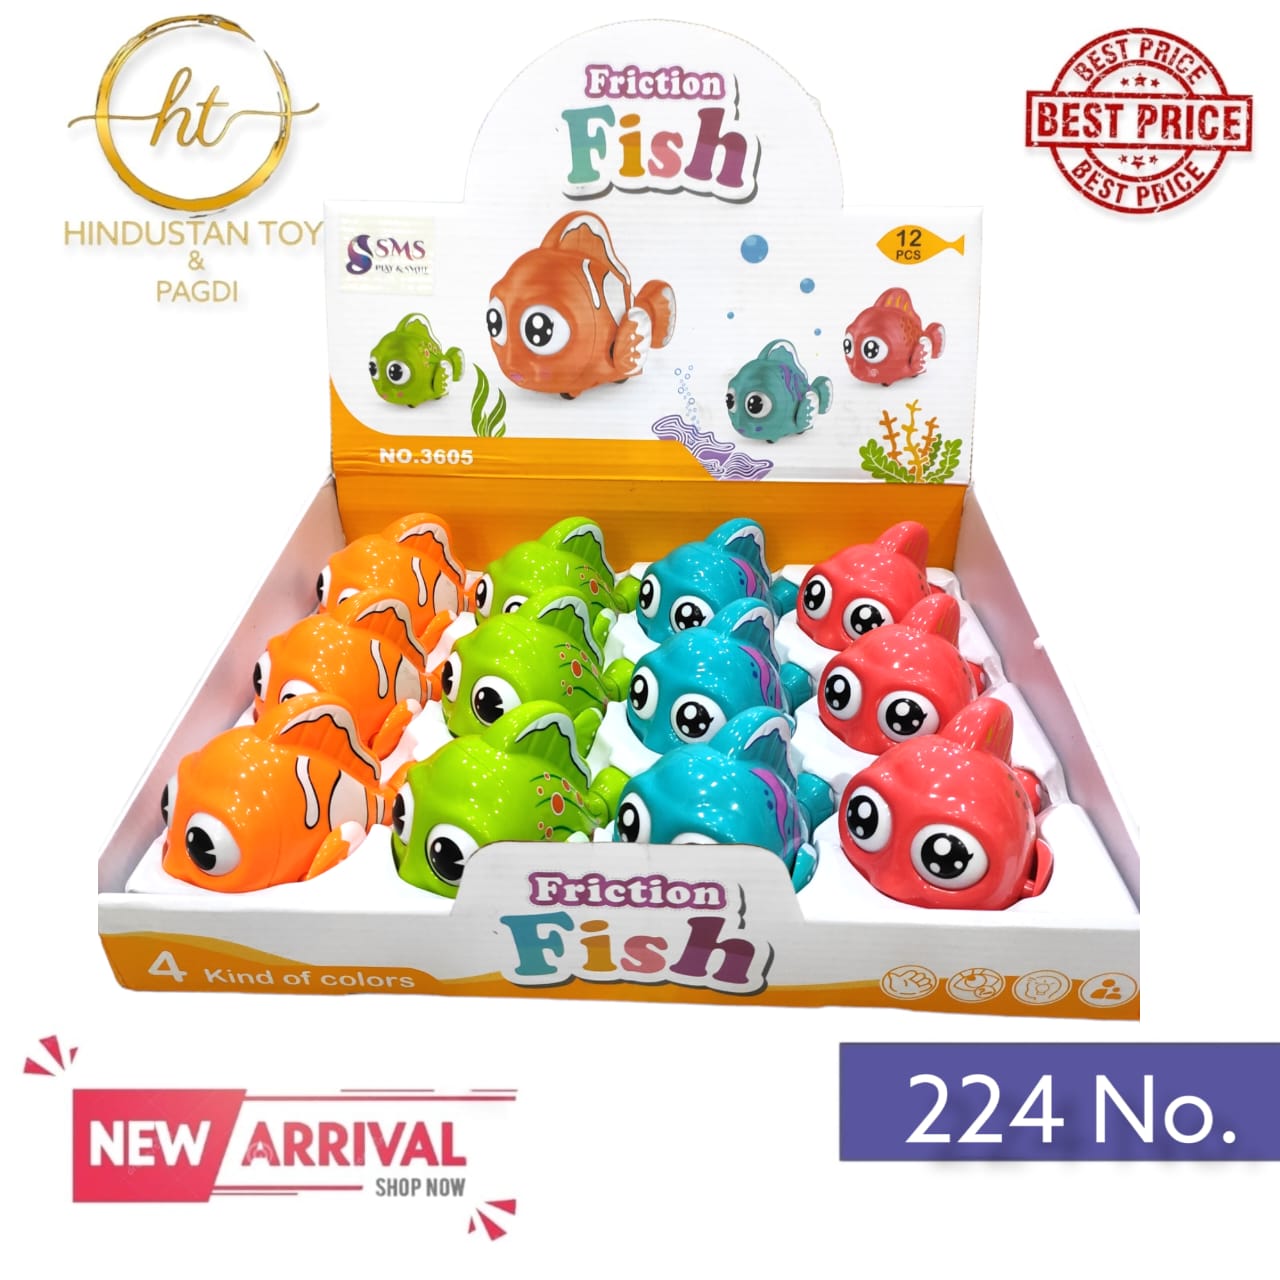 ht
HINDUSTAN TOY
&
PAGDI
BEST PRICE
BEST PRICE
BEST PRICE
Friction
Fish
SMS
PLAY & SMILE
12
PCS
NO.3605
Friction
Fish
4 Kind of colors
NEW ARRIVAL
SHOP NOW
224 No.